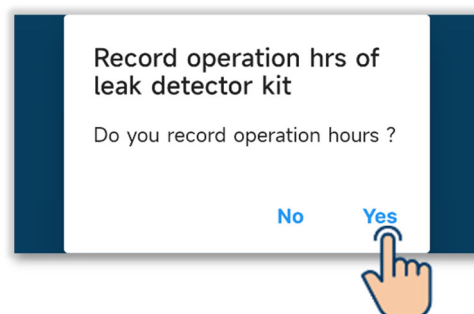 Record operation hrs of
leak detector kit
Do you record operation hours ?
No Yes